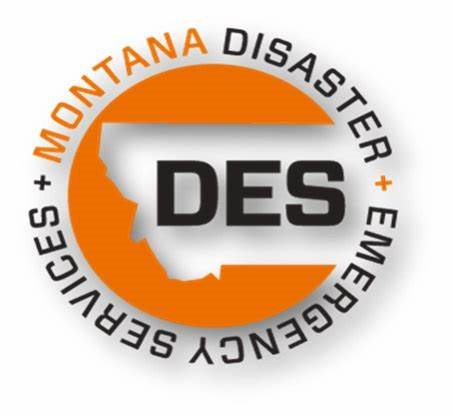 MONTANA DISASTER + EMERGENCY SERVICES +
DES